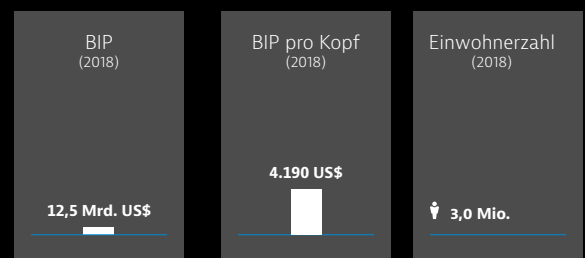 BIP
(2018)
12,5 Mrd. US$
BIP pro Kopf
(2018)
4.190 US$
Einwohnerzahl
(2018)
3,0 Mio.